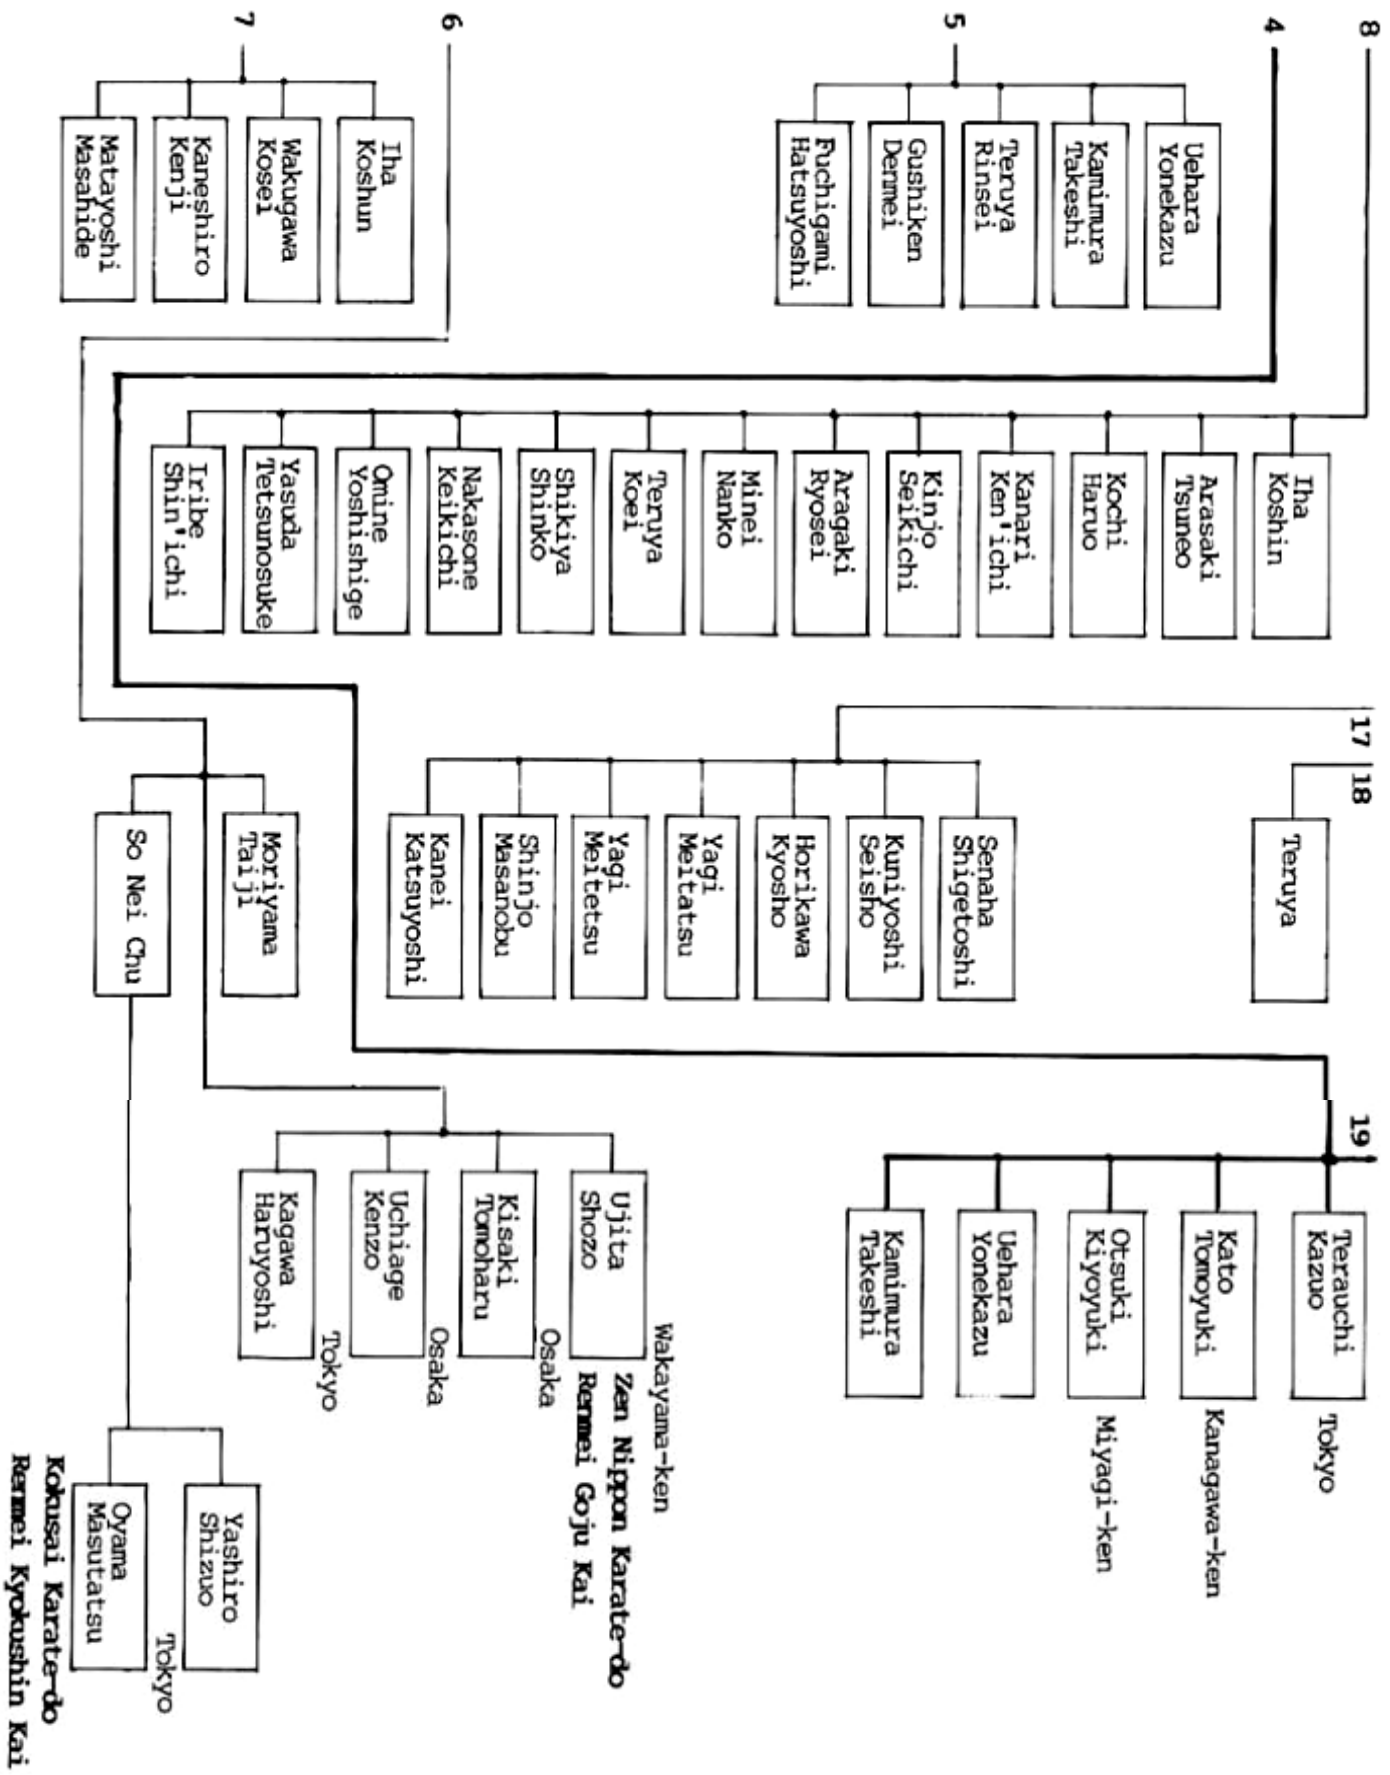 8
4
5
6
7
Uehara
Yonekazu
Kamimura
Takeshi
Teruya
Rinsei
Gushiken
Denmei
Fuchigami
Hatsuyoshi
Iha
Koshun
Wakugawa
Kosei
Kaneshiro
Kenji
Matayoshi
Masahide
Iha
Koshin
Arasaki
Tsuneo
Kochi
Haruo
Kanari
Ken'ichi
Kinjo
Seikichi
Aragaki
Ryosei
Minei
Nanko
Teruya
Koei
Shikiya
Shinko
Nakasone
Keikichi
Omine
Yoshishige
Yasuda
Tetsunosuke
Iribe
Shin'ichi
17
18
Teruya
Senaha
Shigetoshi
Kuniyoshi
Seisho
Horikawa
Kyosho
Yagi
Meitatsu
Yagi
Meitetsu
Shinjo
Masanobu
Kanei
Katsuyoshi
Moriyama
Taiji
So Nei Chu
19
Terauchi
Kazuo
Tokyo
Kato
Tomoyuki
Kanagawa-ken
Otsuki
Kiyoyuki
Miyagi-ken
Uehara
Yonekazu
Kamimura
Takeshi
Wakayama-ken
Ujita
Shozo
Zen Nippon Karate-do
Renmei Goju Kai
Osaka
Kisaki
Tomoharu
Osaka
Uchiage
Kenzo
Tokyo
Kagawa
Haruyoshi
Yashiro
Shizuo
Tokyo
Oyama
Masutatsu
Kokusai Karate-do
Renmei Kyokushin Kai